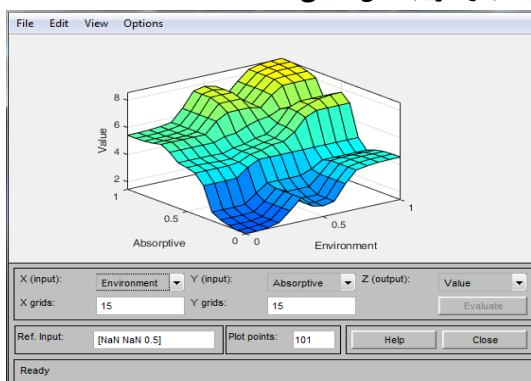 File Edit View Options
8
6
4
2
Value
1
0.5
0
Absorptive
0
0.5
1
Environment
X (input): Environment Y (input): Absorptive Z (output): Value
X grids: 15 Y grids: 15 Evaluate
Ref. Input: [NaN NaN 0.5] Plot points: 101 Help Close
Ready